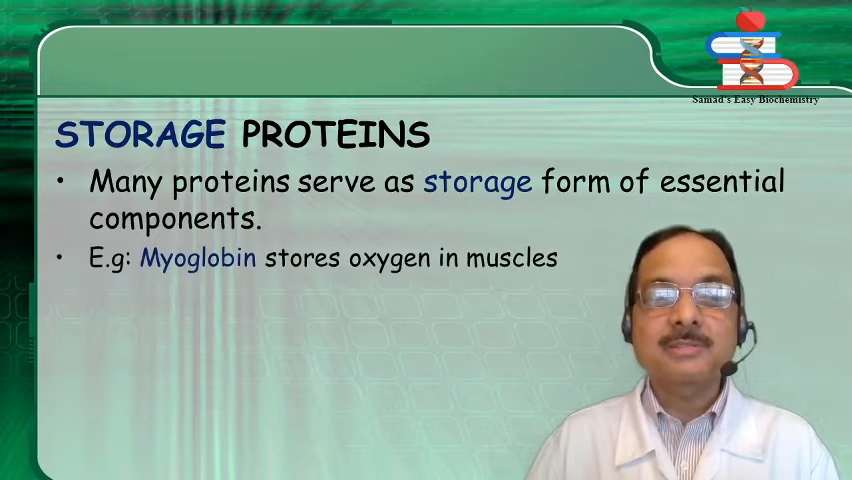 Samad's Easy Biochemistry
STORAGE PROTEINS
• Many proteins serve as storage form of essential
components.
• E.g: Myoglobin stores oxygen in muscles